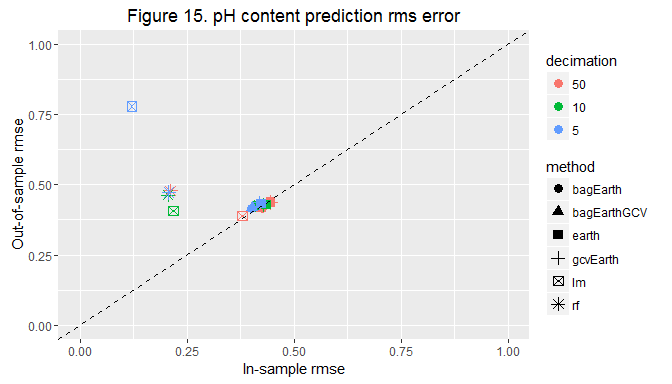 Figure 15. pH content prediction rms error
1.00
0.75
0.50
0.25
0.00
Out-of-sample rmse
0.00 0.25 0.50 0.75 1.00
In-sample rmse
decimation
50
10
5
method
bagEarth
bagEarthGCV
earth
gcvEarth
lm
rf